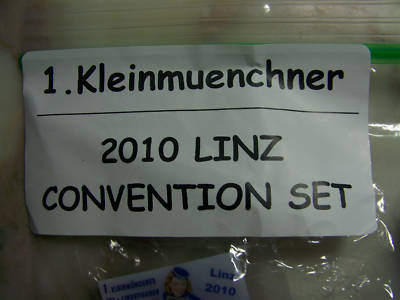 1.Kleinmuenchner
2010 LINZ
CONVENTION SET
Linz
2010